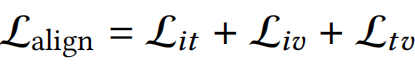 ℒ_align = ℒ_it + ℒ_iv + ℒ_tv